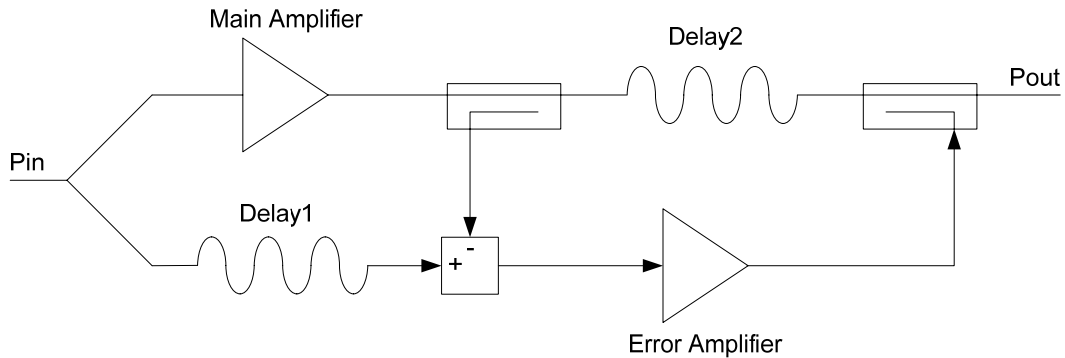 Main Amplifier
Delay2
Pout
Pin
Delay1
-
+
Error Amplifier